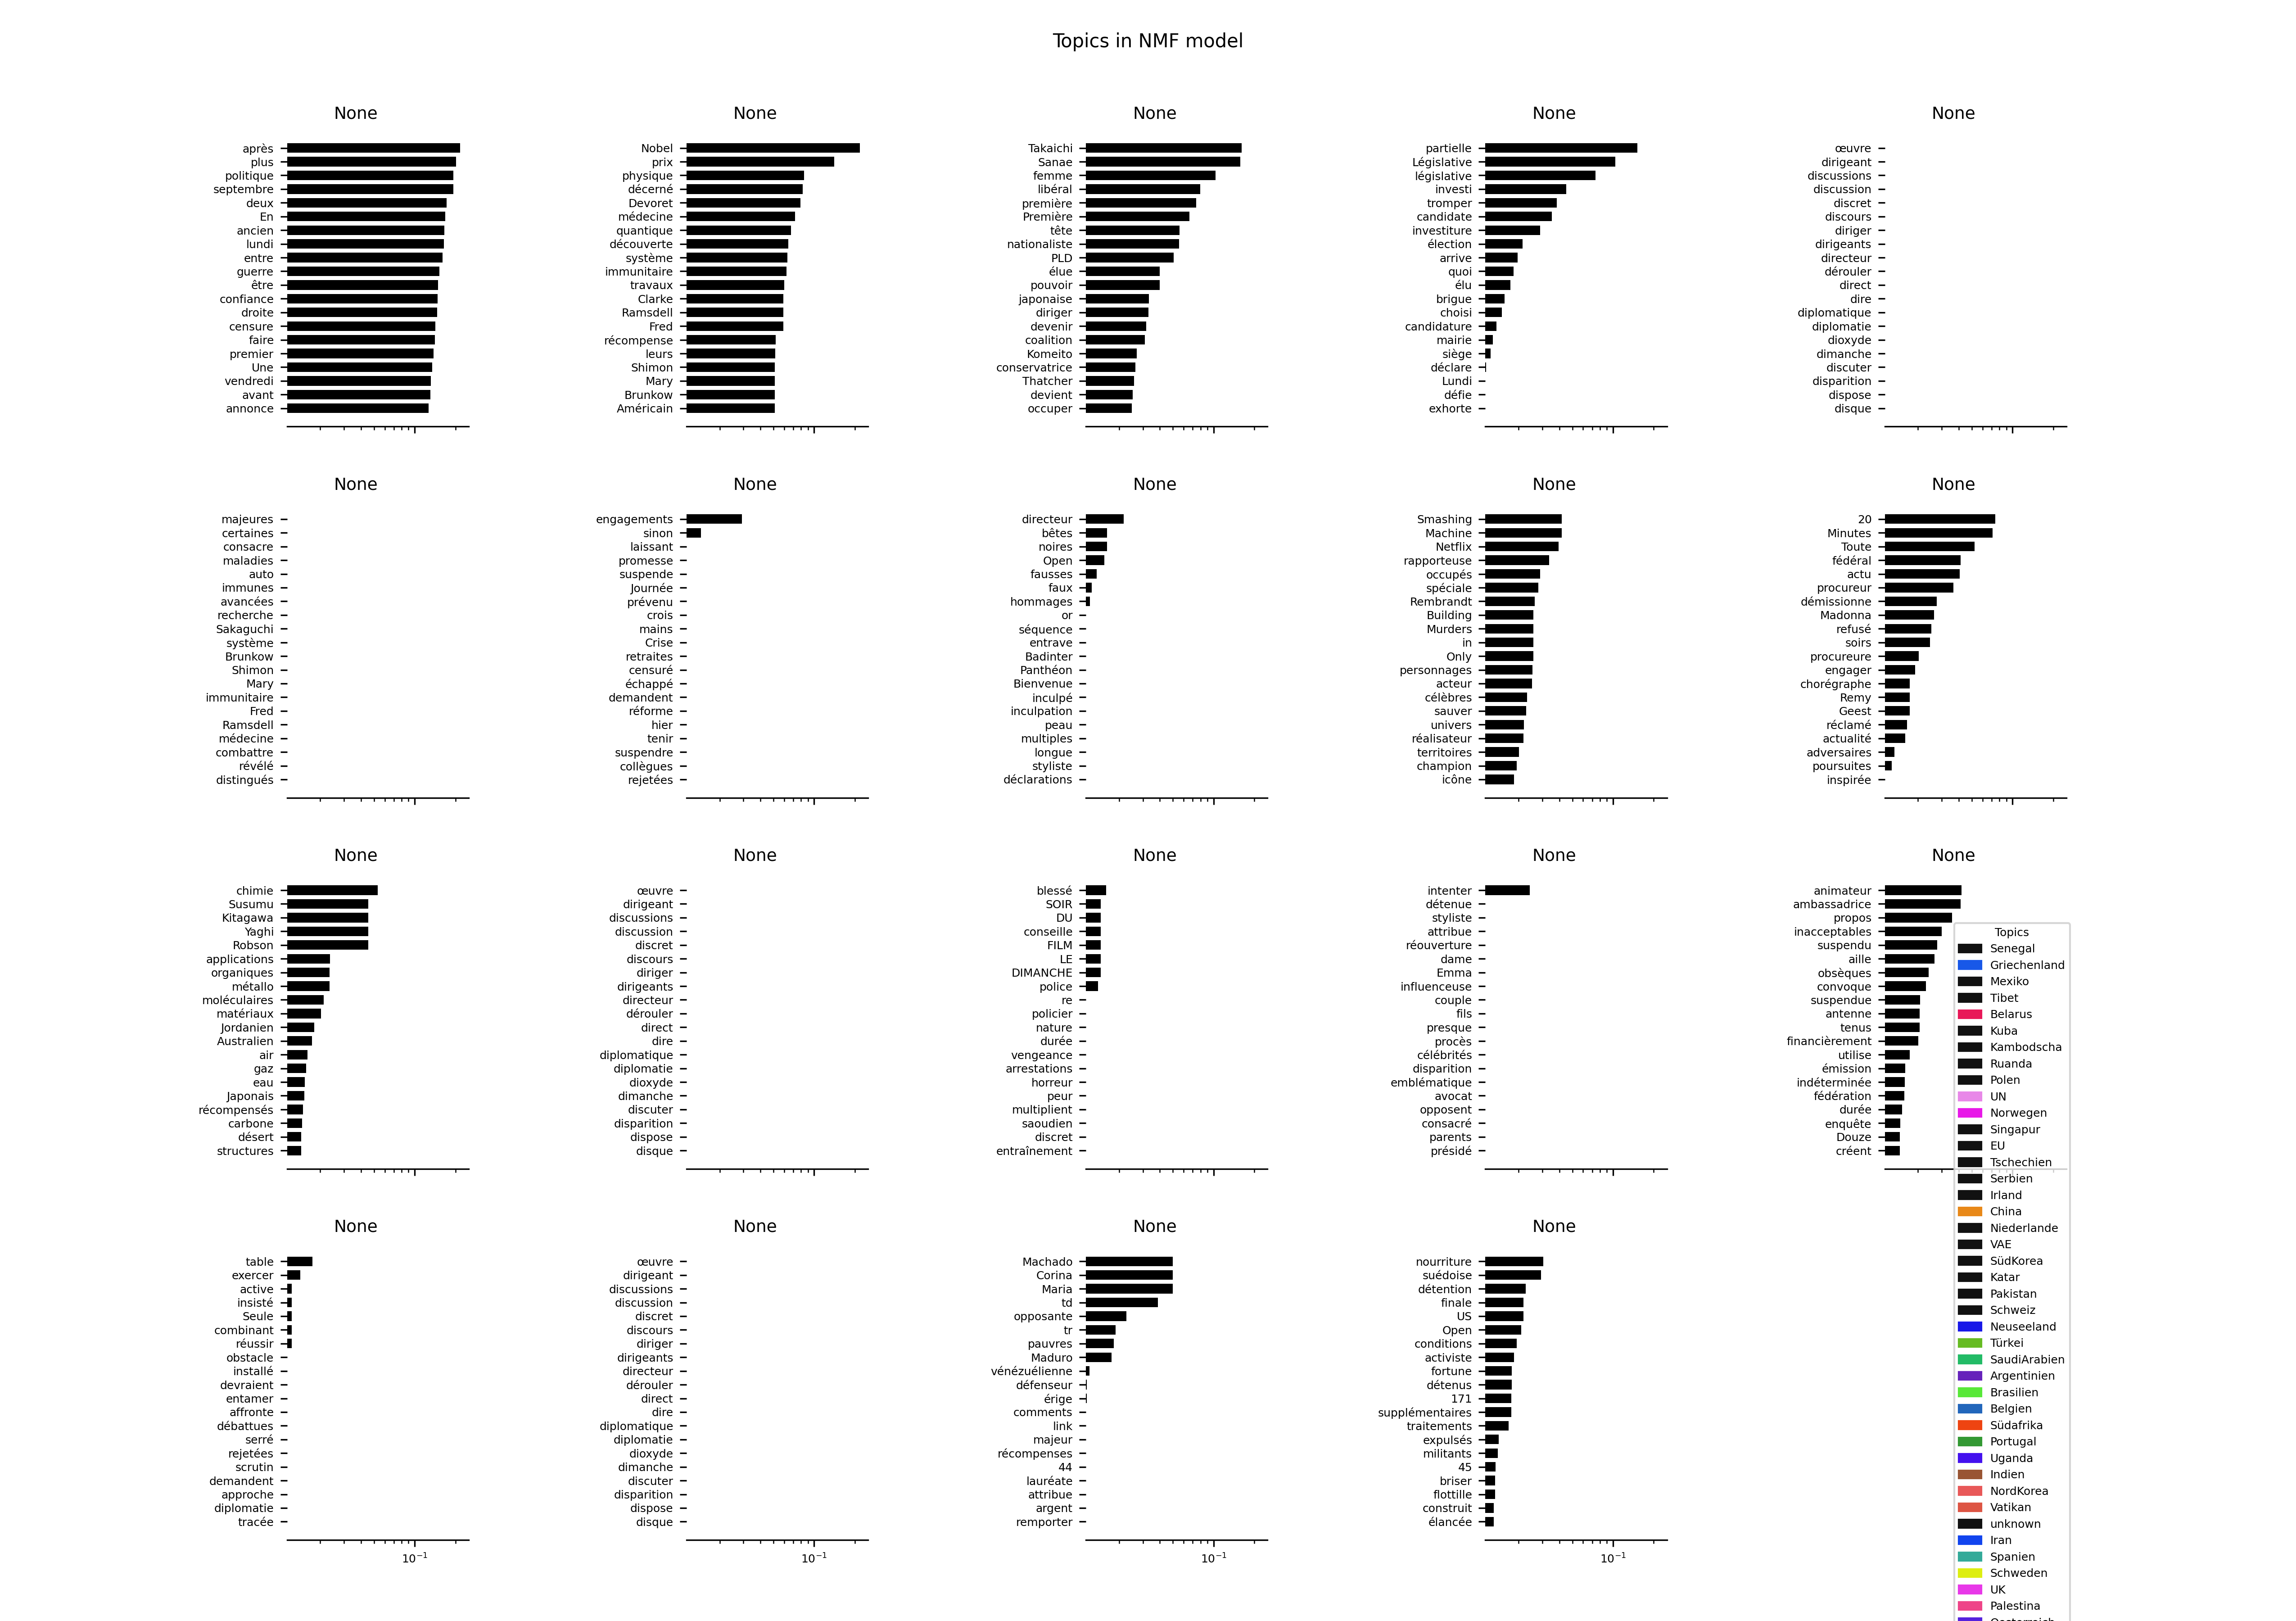 Topics in NMF model
None
après
plus
politique
septembre
deux
En
ancien
lundi
entre
guerre
être
confiance
droite
censure
faire
premier
Une
vendredi
avant
annonce
None
Nobel
prix
physique
décerné
Devoret
médecine
quantique
découverte
système
immunitaire
travaux
Clarke
Ramsdell
Fred
récompense
leurs
Shimon
Mary
Brunkow
Américain
None
Takaichi
Sanae
femme
libéral
première
Première
tête
nationaliste
PLD
élue
pouvoir
japonaise
diriger
devenir
coalition
Komeito
conservatrice
Thatcher
devient
occuper
None
partielle
Législative
législative
investi
tromper
candidate
investiture
élection
arrive
quoi
élu
brigue
choisi
candidature
mairie
siège
déclare
Lundi
défie
exhorte
None
œuvre
dirigeant
discussions
discussion
discret
discours
diriger
dirigeants
directeur
dérouler
direct
dire
diplomatique
diplomatie
dioxyde
dimanche
discuter
disparition
dispose
disque
None
majeures
certaines
consacre
maladies
auto
immunes
avancées
recherche
Sakaguchi
système
Brunkow
Shimon
Mary
immunitaire
Fred
Ramsdell
médecine
combattre
révélé
distingués
None
engagements
sinon
laissant
promesse
suspende
Journée
prévenu
crois
mains
Crise
retraites
censuré
échappé
demandent
réforme
hier
tenir
suspendre
collègues
rejetées
None
directeur
bêtes
noires
Open
fausses
faux
hommages
or
séquence
entrave
Badinter
Panthéon
Bienvenue
inculpé
inculpation
peau
multiples
longue
styliste
déclarations
None
Smashing
Machine
Netflix
rapporteuse
occupés
spéciale
Rembrandt
Building
Murders
in
Only
personnages
acteur
célèbres
sauver
univers
réalisateur
territoires
champion
icône
None
20
Minutes
Toute
fédéral
actu
procureur
démissionne
Madonna
refusé
soirs
procureure
engager
chorégraphe
Remy
Geest
réclamé
actualité
adversaires
poursuites
inspirée
None
chimie
Susumu
Kitagawa
Yaghi
Robson
applications
organiques
métallo
moléculaires
matériaux
Jordanien
Australien
air
gaz
eau
Japonais
récompensés
carbone
désert
structures
None
œuvre
dirigeant
discussions
discussion
discret
discours
diriger
dirigeants
directeur
dérouler
direct
dire
diplomatique
diplomatie
dioxyde
dimanche
discuter
disparition
dispose
disque
None
blessé
SOIR
DU
conseille
FILM
LE
DIMANCHE
police
re
policier
nature
durée
vengeance
arrestations
horreur
peur
multiplient
saoudien
discret
entraînement
None
intenter
détenue
styliste
attribue
réouverture
dame
Emma
influenceuse
couple
fils
presque
procès
célébrités
disparition
emblématique
avocat
opposent
consacré
parents
présidé
None
animateur
ambassadrice
propos
inacceptables
suspendu
aille
obsèques
convoque
suspendue
antenne
tenus
financièrement
utilise
émission
indéterminée
fédération
durée
enquête
Douze
créent
Topics
Senegal
Griechenland
Mexiko
Tibet
Belarus
Kuba
Kambodscha
Ruanda
Polen
UN
Norwegen
Singapur
EU
Tschechien
Serbien
Irland
China
Niederlande
VAE
SüdKorea
Katar
Pakistan
Schweiz
Neuseeland
Türkei
SaudiArabien
Argentinien
Brasilien
Belgien
Südafrika
Portugal
Uganda
Indien
NordKorea
Vatikan
unknown
Iran
Spanien
Schweden
UK
Palestina
None
table
exercer
active
insisté
Seule
combinant
réussir
obstacle
installé
devraient
entamer
affronte
débattues
serré
rejetées
scrutin
demandent
approche
diplomatie
tracée
10⁻¹
None
œuvre
dirigeant
discussions
discussion
discret
discours
diriger
dirigeants
directeur
dérouler
direct
dire
diplomatique
diplomatie
dioxyde
dimanche
discuter
disparition
dispose
disque
10⁻¹
None
Machado
Corina
Maria
td
opposante
tr
pauvres
Maduro
vénézuélienne
défenseur
érige
comments
link
majeur
récompenses
44
lauréate
attribue
argent
remporter
10⁻¹
None
nourriture
suédoise
détention
finale
US
Open
conditions
activiste
fortune
détenus
171
supplémentaires
traitements
expulsés
militants
45
briser
flottille
construit
élancée
10⁻¹